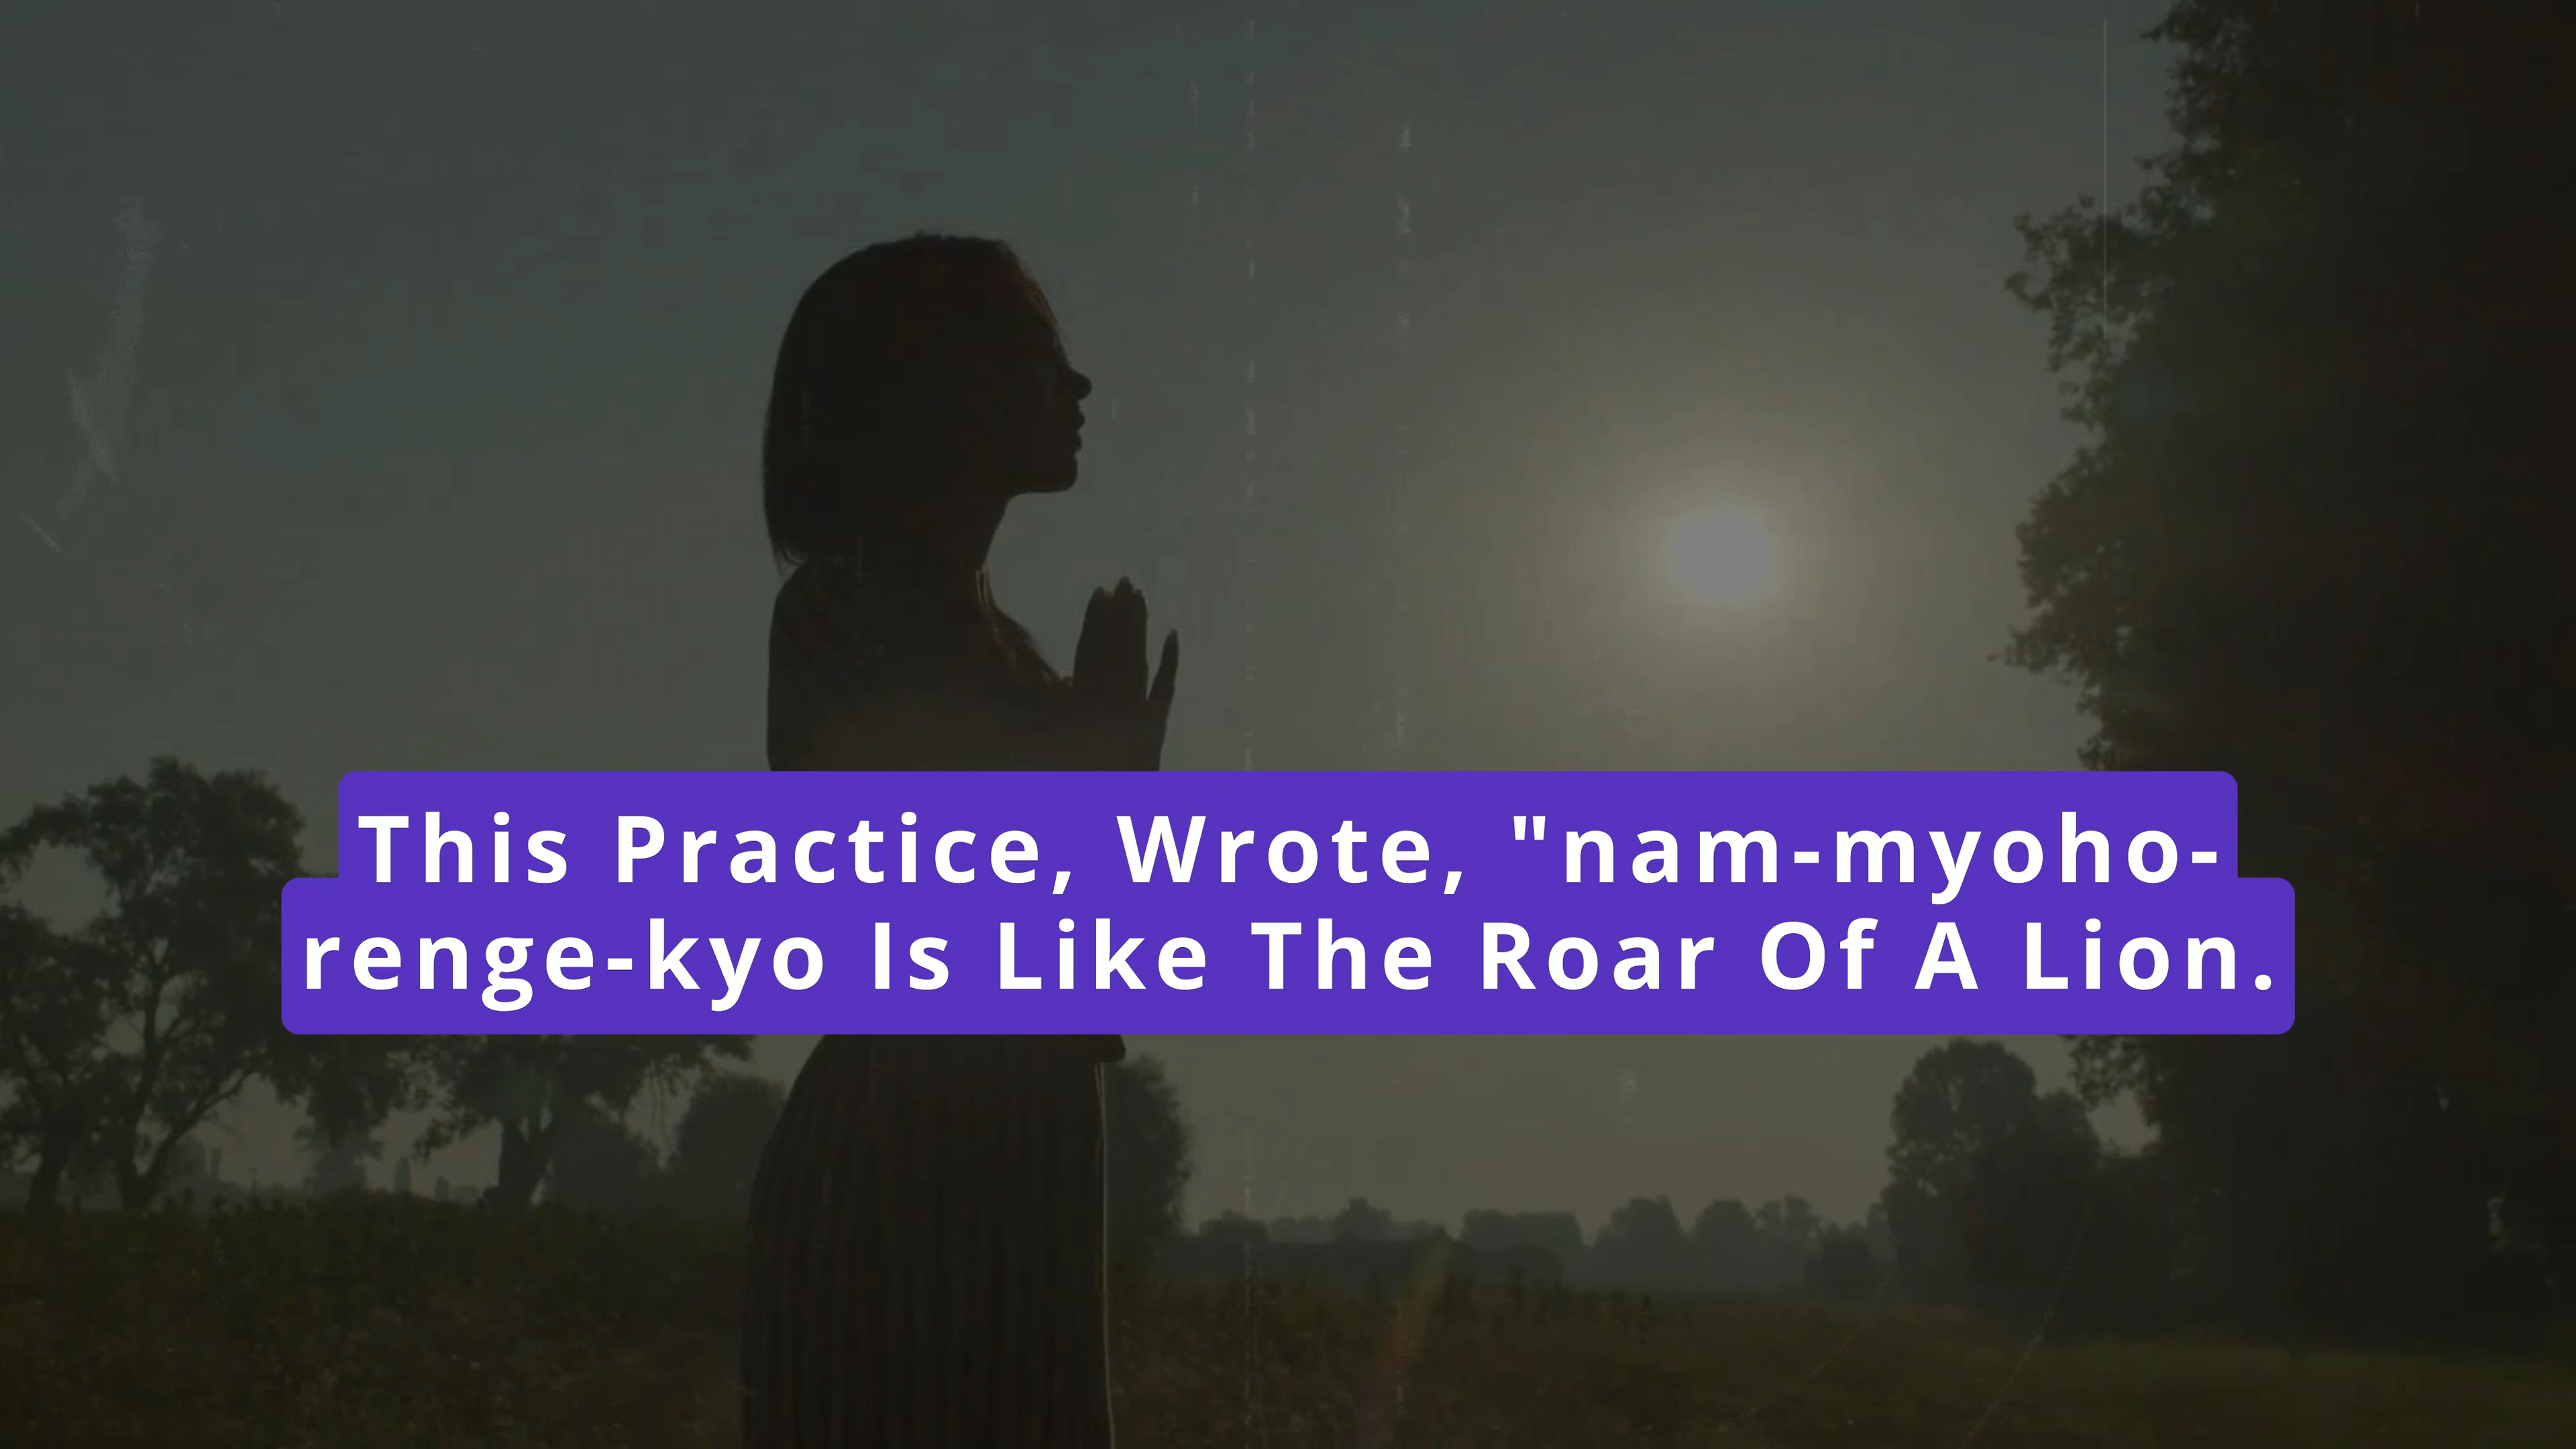 This Practice, Wrote, "nam-myoho-
renge-kyo Is Like The Roar Of A Lion.